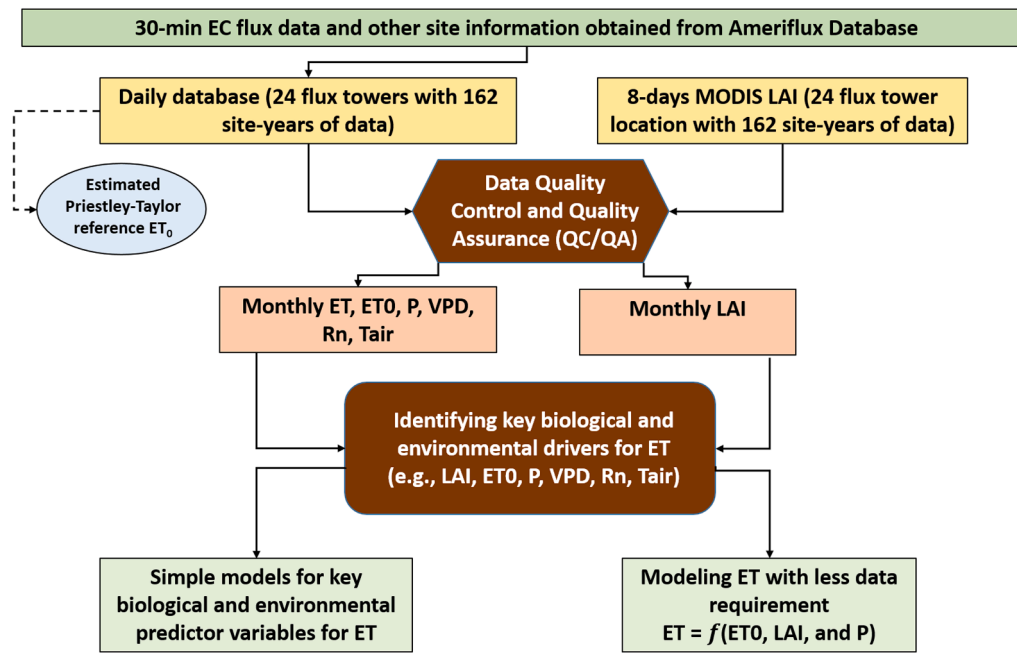 30-min EC flux data and other site information obtained from Ameriflux Database
Daily database (24 flux towers with 162
site-years of data)
8-days MODIS LAI (24 flux tower
location with 162 site-years of data)
Estimated
Priestley-Taylor
reference ET₀
Data Quality
Control and Quality
Assurance (QC/QA)
Monthly ET, ET0, P, VPD,
Rn, Tair
Monthly LAI
Identifying key biological and
environmental drivers for ET
(e.g., LAI, ET0, P, VPD, Rn, Tair)
Simple models for key
biological and environmental
predictor variables for ET
Modeling ET with less data
requirement
ET = f(ET0, LAI, and P)